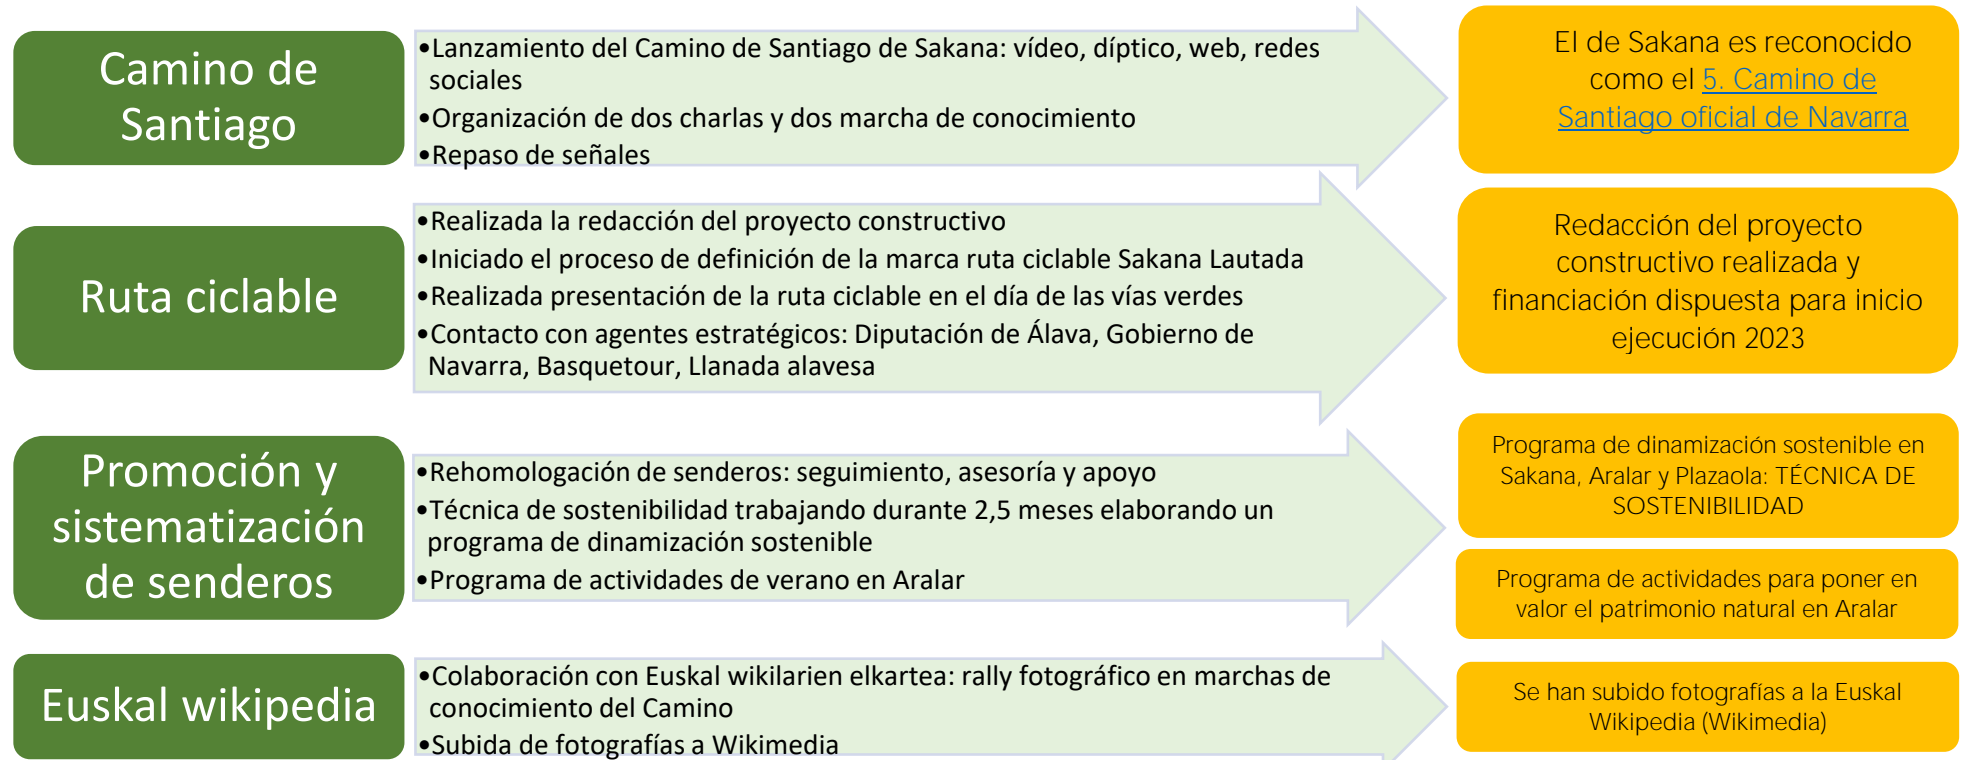 Camino de
Santiago
•Lanzamiento del Camino de Santiago de Sakana: vídeo, díptico, web, redes
sociales
•Organización de dos charlas y dos marcha de conocimiento
•Repaso de señales
El de Sakana es reconocido
como el 5. Camino de
Santiago oficial de Navarra
Ruta ciclable
•Realizada la redacción del proyecto constructivo
•Iniciado el proceso de definición de la marca ruta ciclable Sakana Lautada
•Realizada presentación de la ruta ciclable en el día de las vías verdes
•Contacto con agentes estratégicos: Diputación de Álava, Gobierno de
Navarra, Basquetour, Llanada alavesa
Redacción del proyecto
constructivo realizada y
financiación dispuesta para inicio
ejecución 2023
Promoción y
sistematización
de senderos
•Rehomologación de senderos: seguimiento, asesoría y apoyo
•Técnica de sostenibilidad trabajando durante 2,5 meses elaborando un
programa de dinamización sostenible
•Programa de actividades de verano en Aralar
Programa de dinamización sostenible en
Sakana, Aralar y Plazaola: TÉCNICA DE
SOSTENIBILIDAD
Programa de actividades para poner en
valor el patrimonio natural en Aralar
Euskal wikipedia
•Colaboración con Euskal wikilarien elkartea: rally fotográfico en marchas de
conocimiento del Camino
•Subida de fotografías a Wikimedia
Se han subido fotografías a la Euskal
Wikipedia (Wikimedia)